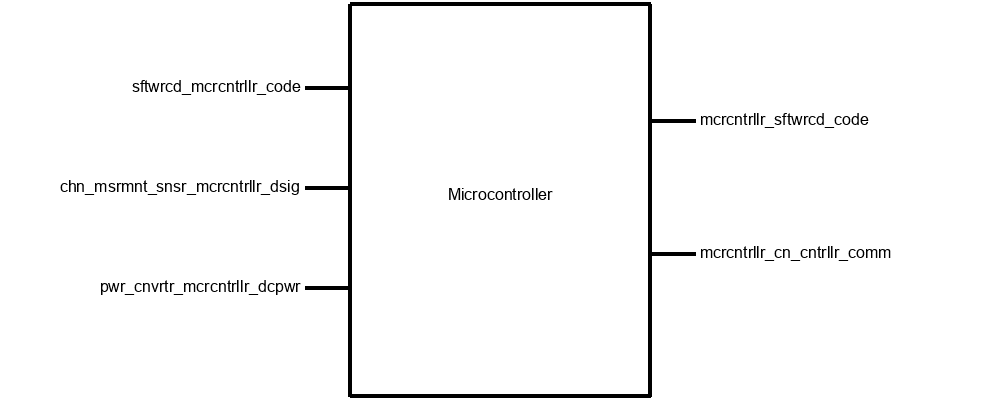 sftwrcd_mcrcntrllr_code
mcrcntrllr_sftwrcd_code
chn_msrmnt_snsr_mcrcntrllr_dsig
Microcontroller
mcrcntrllr_cn_cntrllr_comm
pwr_cnvrtr_mcrcntrllr_dcpwr